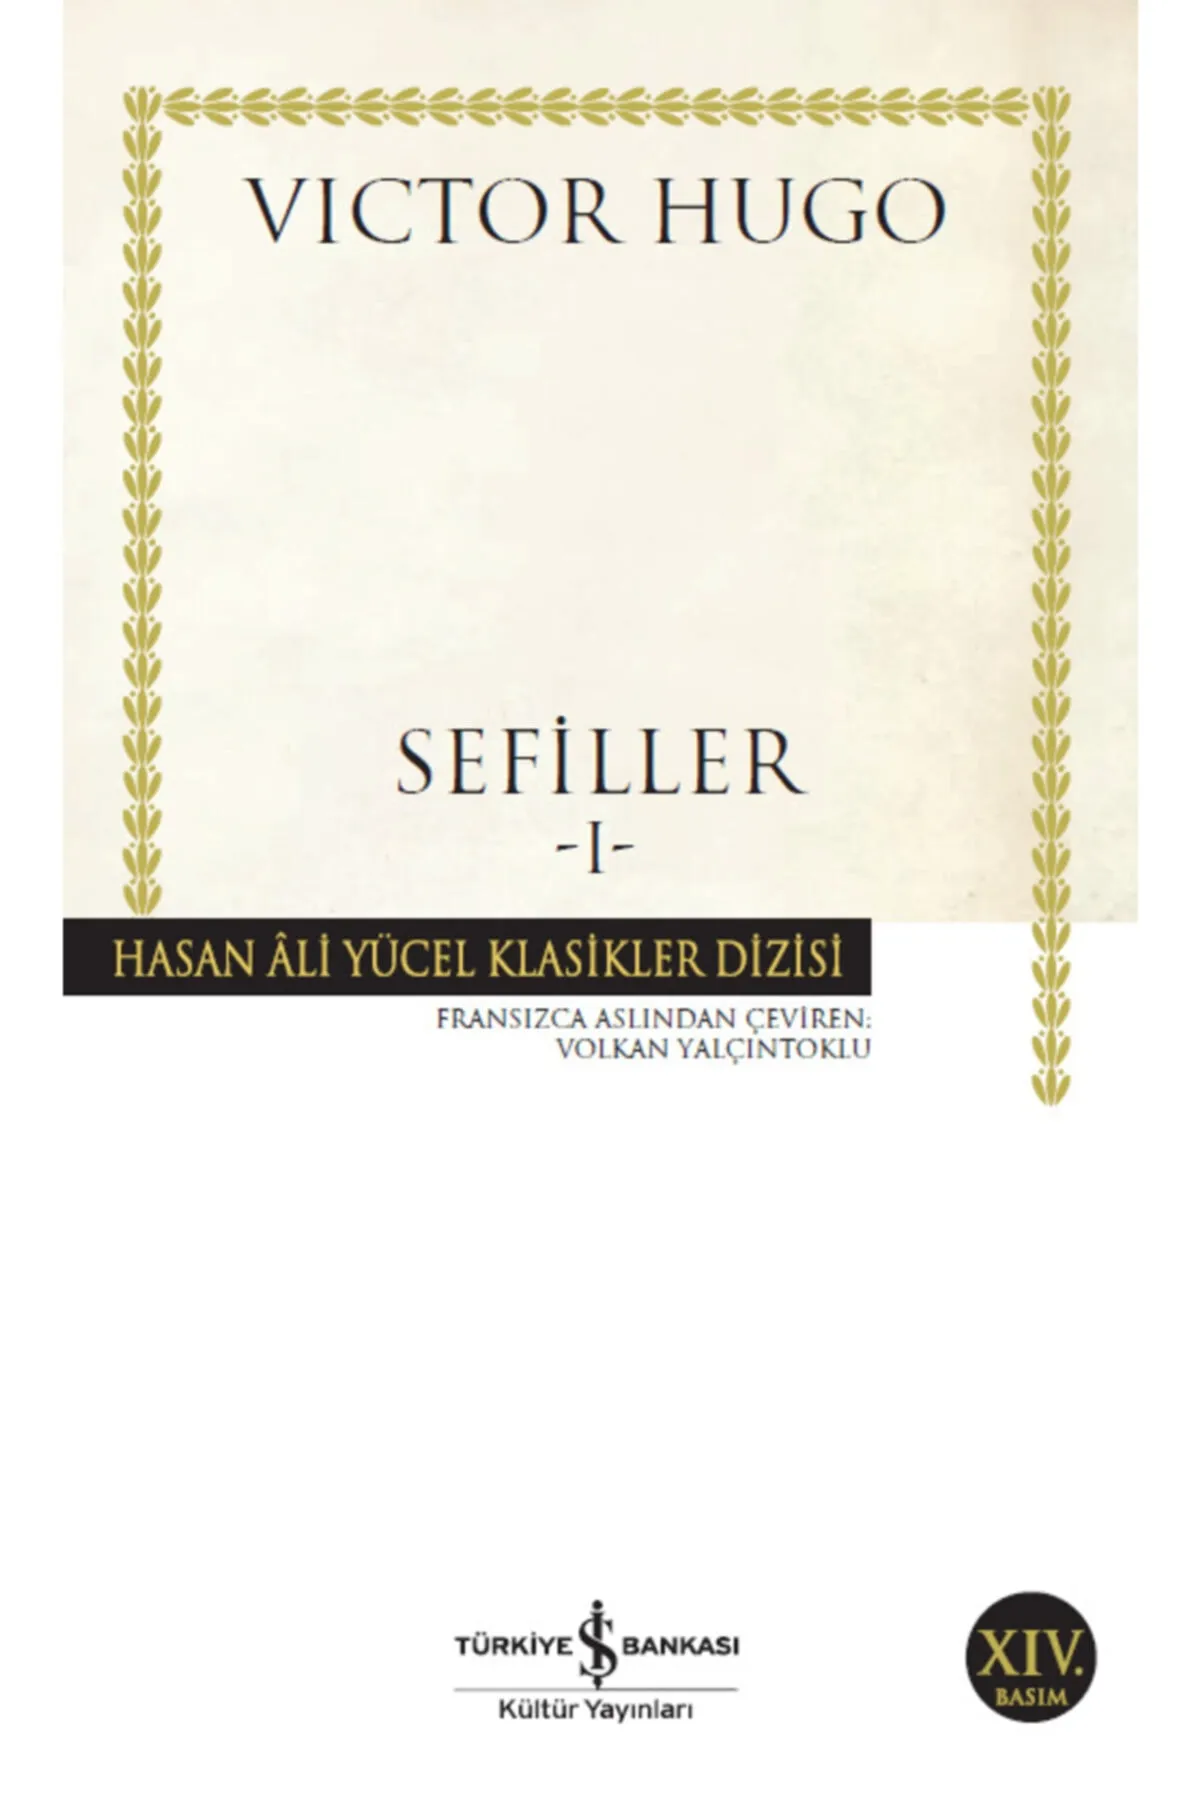 VICTOR HUGO
SEFİLLER
-I-
HASAN ÂLİ YÜCEL KLASİKLER DİZİSİ
FRANSIZCA ASLINDAN ÇEVİREN:
VOLKAN YALÇINTOKLU
TÜRKİYE İŞ BANKASI
Kültür Yayınları
XIV.
BASIM